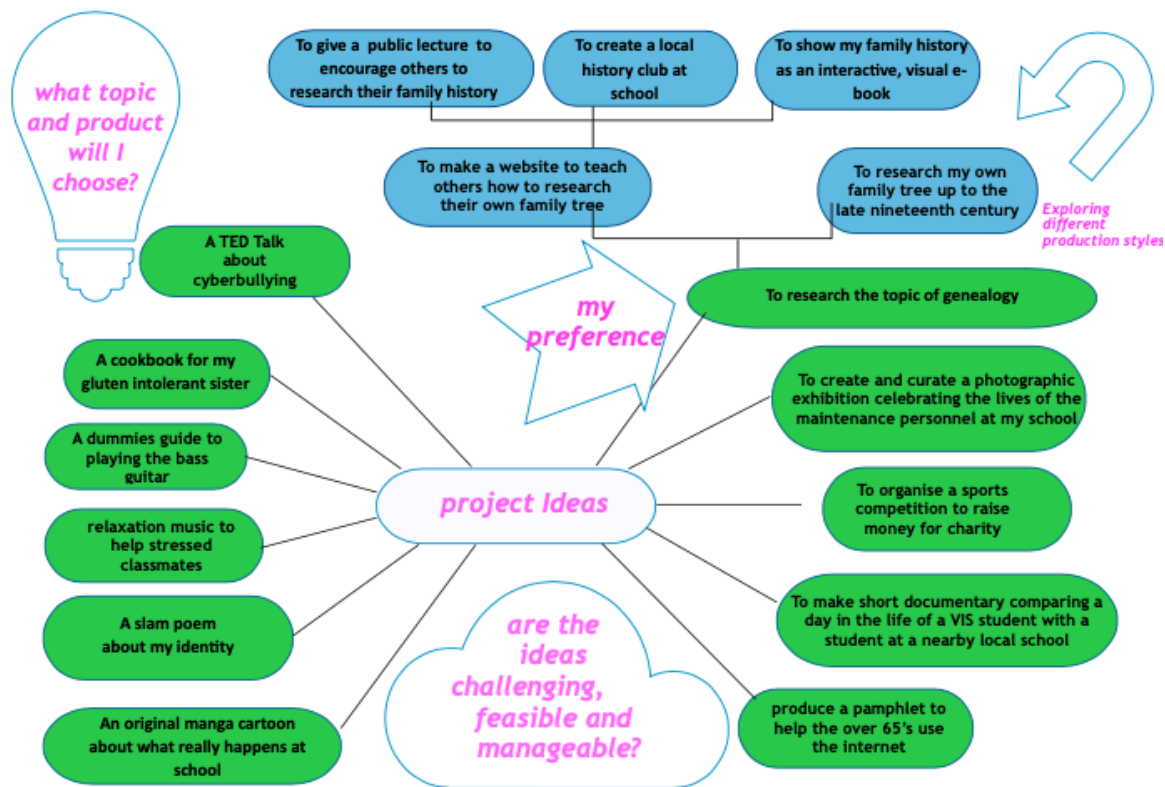 what topic
and product
will I
choose?
To give a  public lecture  to
encourage others to
research their family history
To create a local
history club at
school
To show my family history
as an interactive, visual e-
book
To make a website to teach
others how to research
their own family tree
To research my own
family tree up to the
late nineteenth century
Exploring
different
production styles
A TED Talk
about
cyberbullying
my
preference
To research the topic of genealogy
A cookbook for my
gluten intolerant sister
To create and curate a photographic
exhibition celebrating the lives of the
maintenance personnel at my school
A dummies guide to
playing the bass
guitar
project Ideas
To organise a sports
competition to raise
money for charity
relaxation music to
help stressed
classmates
To make short documentary comparing a
day in the life of a VIS student with a
student at a nearby local school
A slam poem
about my identity
are the
ideas
challenging,
feasible and
manageable?
An original manga cartoon
about what really happens at
school
produce a pamphlet to
help the over 65's use
the internet